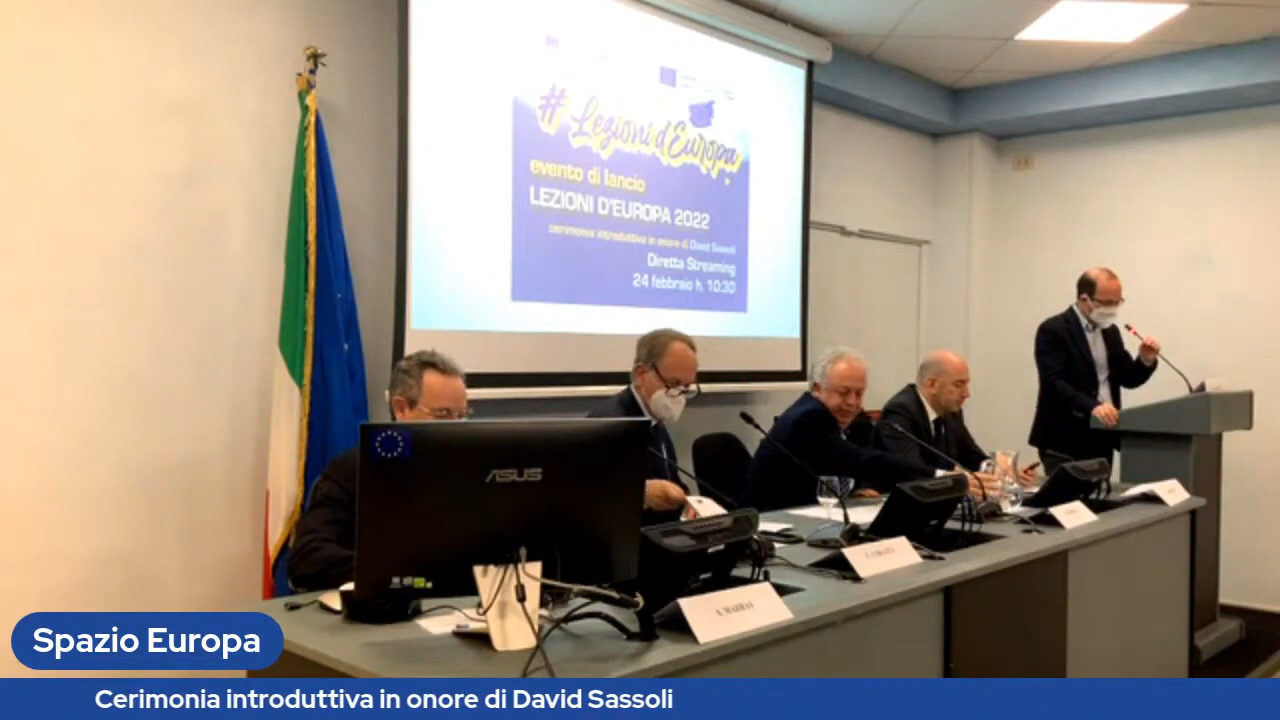 # Lezioni d'Europa
evento di lancio
LEZIONI D'EUROPA 2022
cerimonia introduttiva in onore di David Sassoli
Diretta Streaming
24 febbraio h. 10:30
ASUS
Spazio Europa
Cerimonia introduttiva in onore di David Sassoli